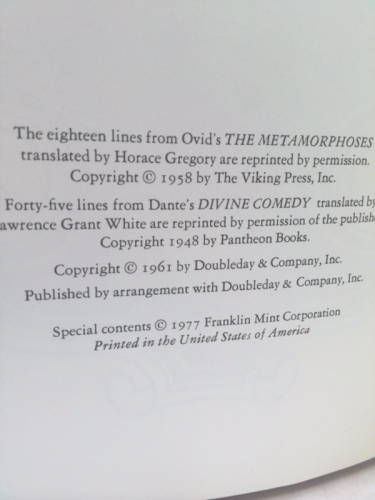 The eighteen lines from Ovid's THE METAMORPHOSES
translated by Horace Gregory are reprinted by permission.
Copyright © 1958 by The Viking Press, Inc.
Forty-five lines from Dante's DIVINE COMEDY translated by
awrence Grant White are reprinted by permission of the publishe
Copyright 1948 by Pantheon Books.
Copyright © 1961 by Doubleday & Company, Inc.
Published by arrangement with Doubleday & Company, Inc.
Special contents © 1977 Franklin Mint Corporation
Printed in the United States of America